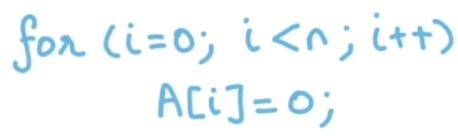 for (i=0; i<n; i++)
A[i]=0;